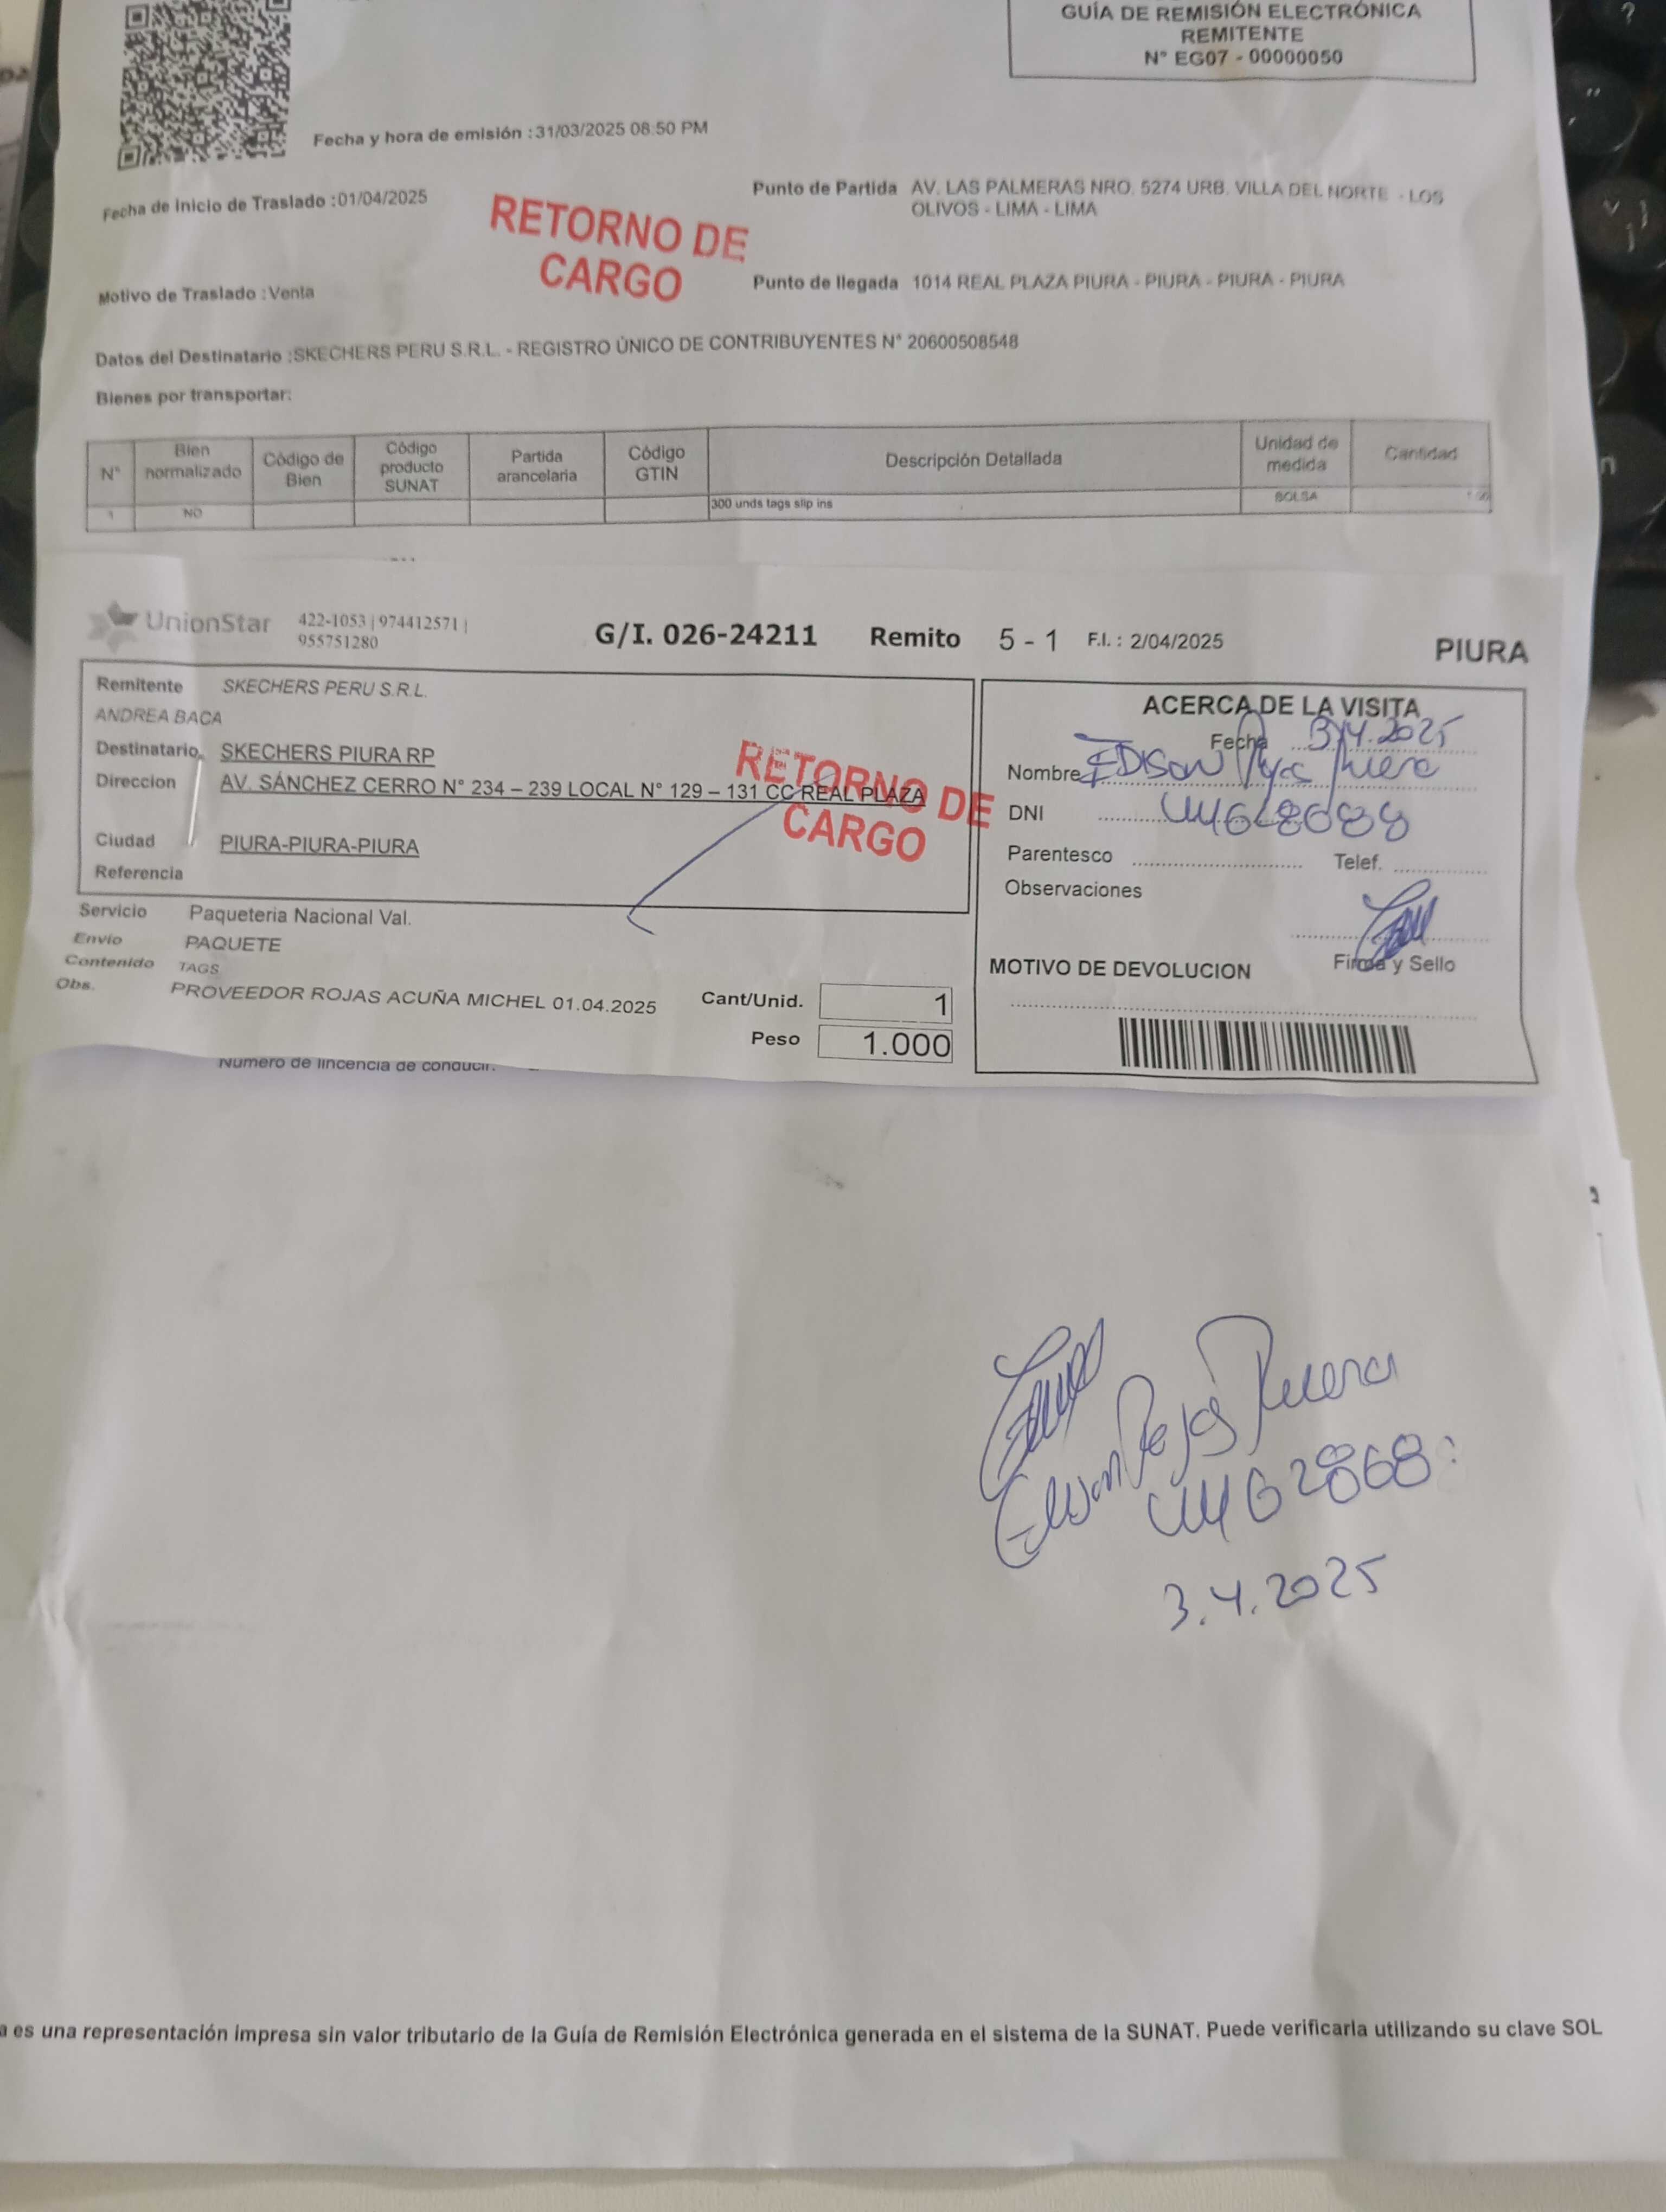 GUÍA DE REMISIÓN ELECTRÓNICA
REMITENTE
N° EG07 - 00000050
Fecha y hora de emisión :31/03/2025 08:50 PM
Fecha de inicio de Traslado :01/04/2025
Punto de Partida AV. LAS PALMERAS NRO. 5274 URB. VILLA DEL NORTE - LOS
OLIVOS - LIMA - LIMA
RETORNO DE
CARGO
Motivo de Traslado :Venta
Punto de llegada 1014 REAL PLAZA PIURA - PIURA - PIURA - PIURA
Datos del Destinatario :SKECHERS PERU S.R.L. - REGISTRO ÚNICO DE CONTRIBUYENTES N° 20600508548
Bienes por transportar:
N° Bien normalizado Código de Bien Código producto SUNAT Partida arancelaria Código GTIN Descripción Detallada Unidad de medida Cantidad
1 NO 300 unds tags slip ins BOLSA
UnionStar 422-1053 | 974412571 |
955751280
G/I. 026-24211 Remito 5 - 1 F.I. : 2/04/2025 PIURA
Remitente SKECHERS PERU S.R.L.
ANDREA BACA
Destinatario SKECHERS PIURA RP
Direccion AV. SÁNCHEZ CERRO N° 234 – 239 LOCAL N° 129 – 131 CC REAL PLAZA
Ciudad PIURA-PIURA-PIURA
Referencia
RETORNO DE
CARGO
Servicio Paqueteria Nacional Val.
Envio PAQUETE
Contenido TAGS
Obs. PROVEEDOR ROJAS ACUÑA MICHEL 01.04.2025
Cant/Unid. 1
Peso 1.000
ACERCA DE LA VISITA
Fecha 3.4.2025
Nombre EDISON
DNI
Parentesco Telef.
Observaciones
Firma y Sello
MOTIVO DE DEVOLUCION
Número de lincencia de conducir:
3.4.2025
a es una representación impresa sin valor tributario de la Guía de Remisión Electrónica generada en el sistema de la SUNAT. Puede verificarla utilizando su clave SOL